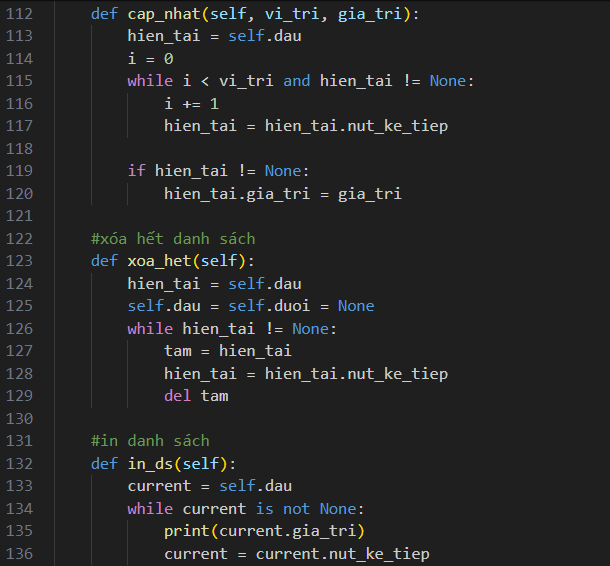 112 def cap_nhat(self, vi_tri, gia_tri):
113 hien_tai = self.dau
114 i = 0
115 while i < vi_tri and hien_tai != None:
116 i += 1
117 hien_tai = hien_tai.nut_ke_tiep
118
119 if hien_tai != None:
120 hien_tai.gia_tri = gia_tri
121
122 #xóa hết danh sách
123 def xoa_het(self):
124 hien_tai = self.dau
125 self.dau = self.duoi = None
126 while hien_tai != None:
127 tam = hien_tai
128 hien_tai = hien_tai.nut_ke_tiep
129 del tam
130
131 #in danh sách
132 def in_ds(self):
133 current = self.dau
134 while current is not None:
135 print(current.gia_tri)
136 current = current.nut_ke_tiep